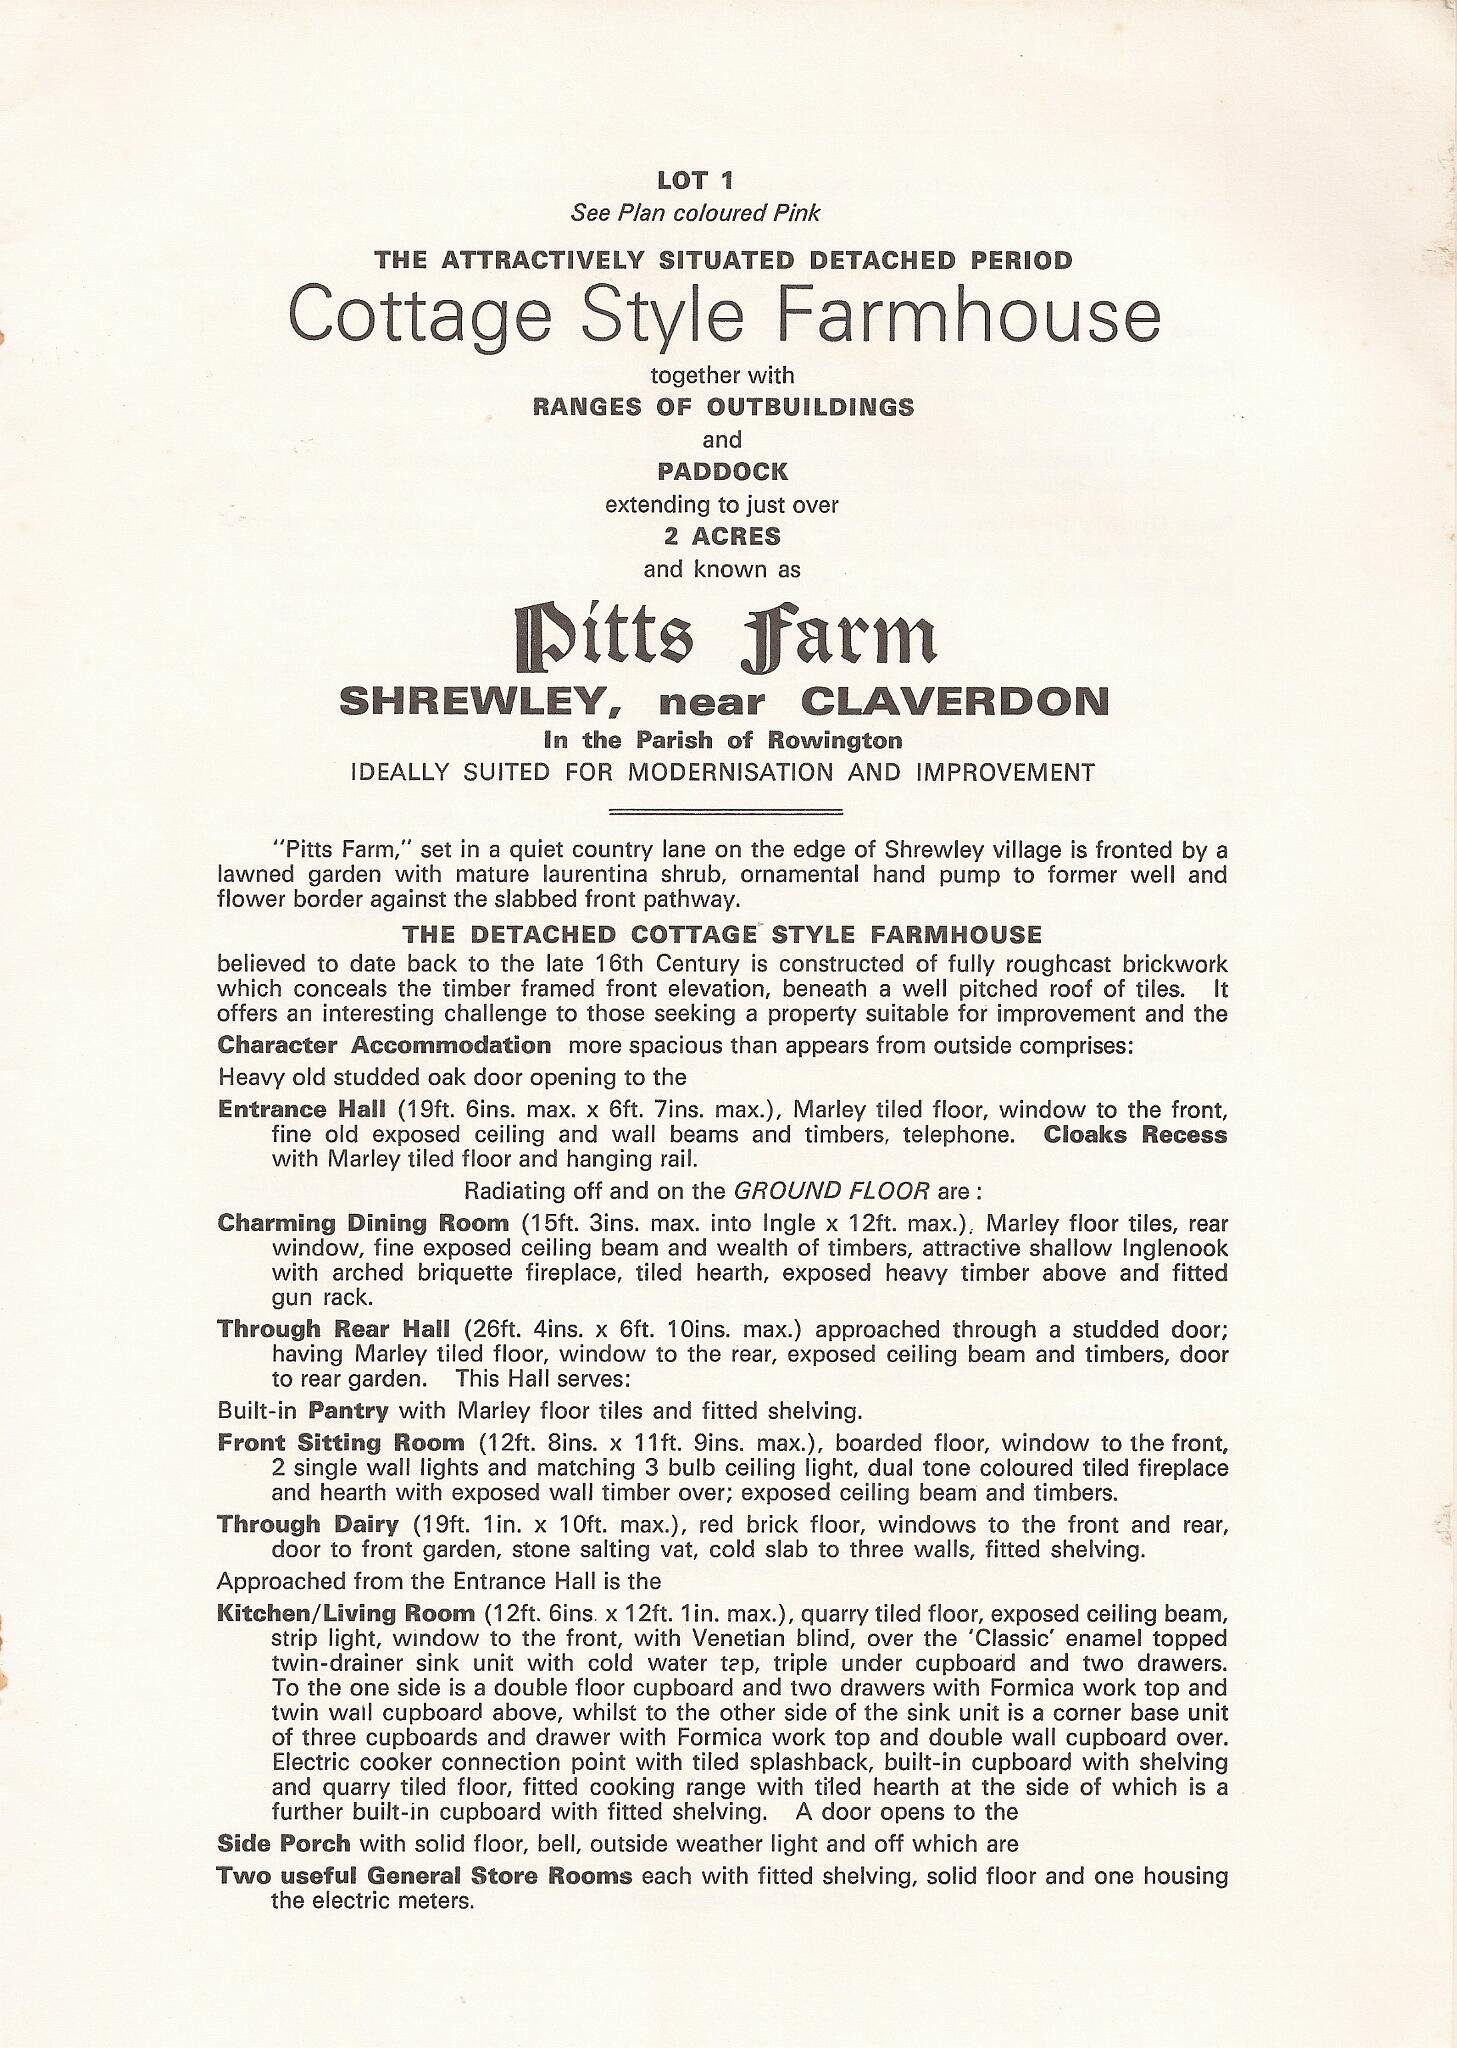 LOT 1
See Plan coloured Pink
THE ATTRACTIVELY SITUATED DETACHED PERIOD
Cottage Style Farmhouse
together with
RANGES OF OUTBUILDINGS
and
PADDOCK
extending to just over
2 ACRES
and known as
Pitts Farm
SHREWLEY, near CLAVERDON
In the Parish of Rowington
IDEALLY SUITED FOR MODERNISATION AND IMPROVEMENT
"Pitts Farm," set in a quiet country lane on the edge of Shrewley village is fronted by a
lawned garden with mature laurentina shrub, ornamental hand pump to former well and
flower border against the slabbed front pathway.
THE DETACHED COTTAGE STYLE FARMHOUSE
believed to date back to the late 16th Century is constructed of fully roughcast brickwork
which conceals the timber framed front elevation, beneath a well pitched roof of tiles. It
offers an interesting challenge to those seeking a property suitable for improvement and the
Character Accommodation more spacious than appears from outside comprises:
Heavy old studded oak door opening to the
Entrance Hall (19ft. 6ins. max. x 6ft. 7ins. max.), Marley tiled floor, window to the front,
fine old exposed ceiling and wall beams and timbers, telephone. Cloaks Recess
with Marley tiled floor and hanging rail.
Radiating off and on the GROUND FLOOR are :
Charming Dining Room (15ft. 3ins. max. into Ingle x 12ft. max.), Marley floor tiles, rear
window, fine exposed ceiling beam and wealth of timbers, attractive shallow Inglenook
with arched briquette fireplace, tiled hearth, exposed heavy timber above and fitted
gun rack.
Through Rear Hall (26ft. 4ins. x 6ft. 10ins. max.) approached through a studded door;
having Marley tiled floor, window to the rear, exposed ceiling beam and timbers, door
to rear garden. This Hall serves:
Built-in Pantry with Marley floor tiles and fitted shelving.
Front Sitting Room (12ft. 8ins. x 11ft. 9ins. max.), boarded floor, window to the front,
2 single wall lights and matching 3 bulb ceiling light, dual tone coloured tiled fireplace
and hearth with exposed wall timber over; exposed ceiling beam and timbers.
Through Dairy (19ft. 1in. x 10ft. max.), red brick floor, windows to the front and rear,
door to front garden, stone salting vat, cold slab to three walls, fitted shelving.
Approached from the Entrance Hall is the
Kitchen/Living Room (12ft. 6ins. x 12ft. 1in. max.), quarry tiled floor, exposed ceiling beam,
strip light, window to the front, with Venetian blind, over the 'Classic' enamel topped
twin-drainer sink unit with cold water tap, triple under cupboard and two drawers.
To the one side is a double floor cupboard and two drawers with Formica work top and
twin wall cupboard above, whilst to the other side of the sink unit is a corner base unit
of three cupboards and drawer with Formica work top and double wall cupboard over.
Electric cooker connection point with tiled splashback, built-in cupboard with shelving
and quarry tiled floor, fitted cooking range with tiled hearth at the side of which is a
further built-in cupboard with fitted shelving. A door opens to the
Side Porch with solid floor, bell, outside weather light and off which are
Two useful General Store Rooms each with fitted shelving, solid floor and one housing
the electric meters.